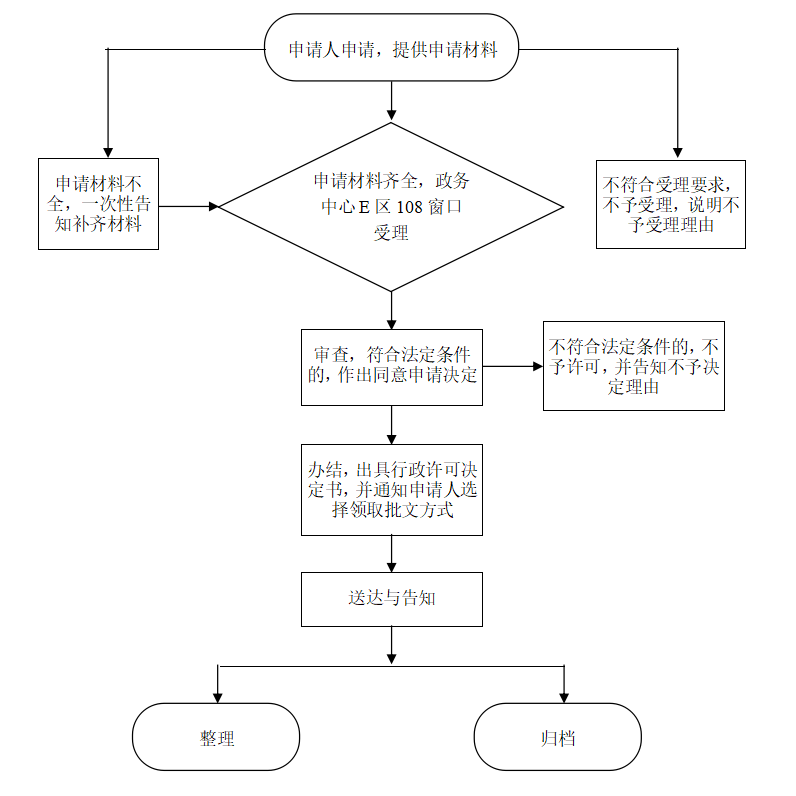 申请人申请，提供申请材料
申请材料不
全，一次性告
知补齐材料
申请材料齐全，政务
中心 E 区 108 窗口
受理
不符合受理要求，
不予受理，说明不
予受理理由
审查，符合法定条件
的，作出同意申请决定
不符合法定条件的，不
予许可，并告知不予决
定理由
办结，出具行政许可决
定书，并通知申请人选
择领取批文方式
送达与告知
整理
归档